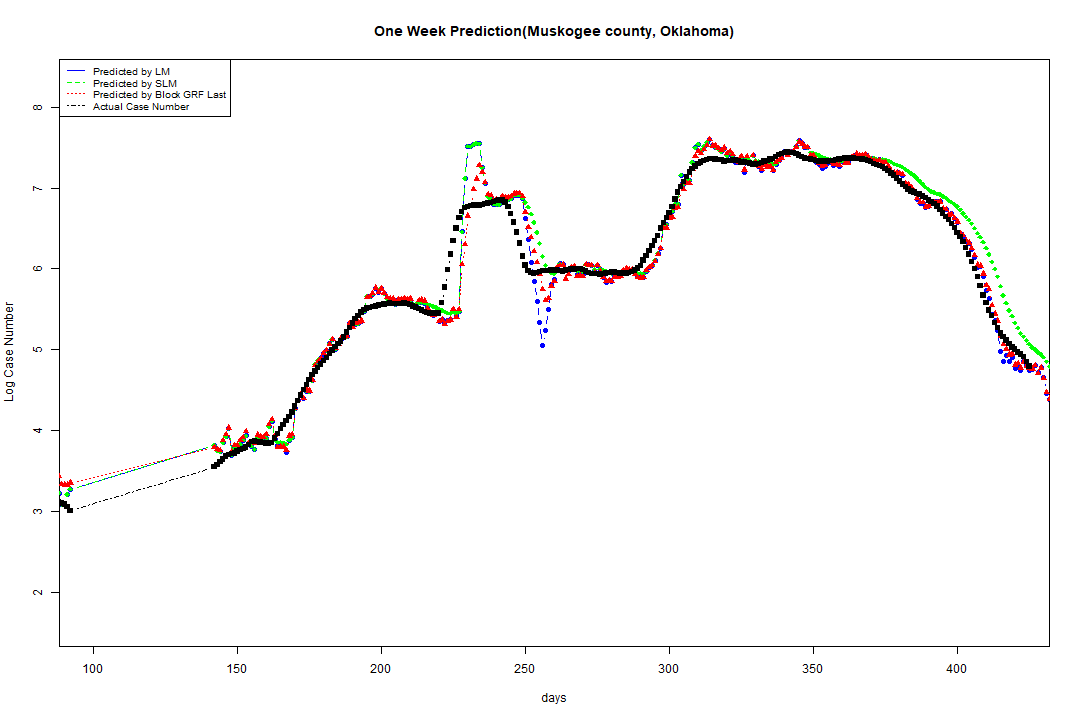 One Week Prediction(Muskogee county, Oklahoma)
Predicted by LM
Predicted by SLM
Predicted by Block GRF Last
Actual Case Number
Log Case Number
8
7
6
5
4
3
2
100 150 200 250 300 350 400
days